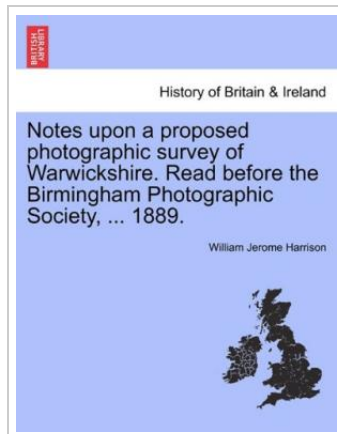 BRITISH
LIBRARY
History of Britain & Ireland
Notes upon a proposed
photographic survey of
Warwickshire. Read before the
Birmingham Photographic
Society, ... 1889.
William Jerome Harrison